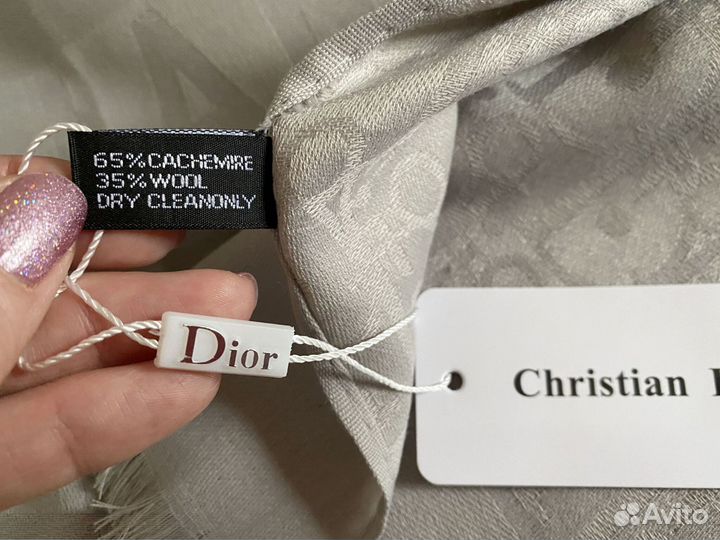 65%CACHEMIRE
35%WOOL
DRY CLEANONLY
Dior
Christian
Avito